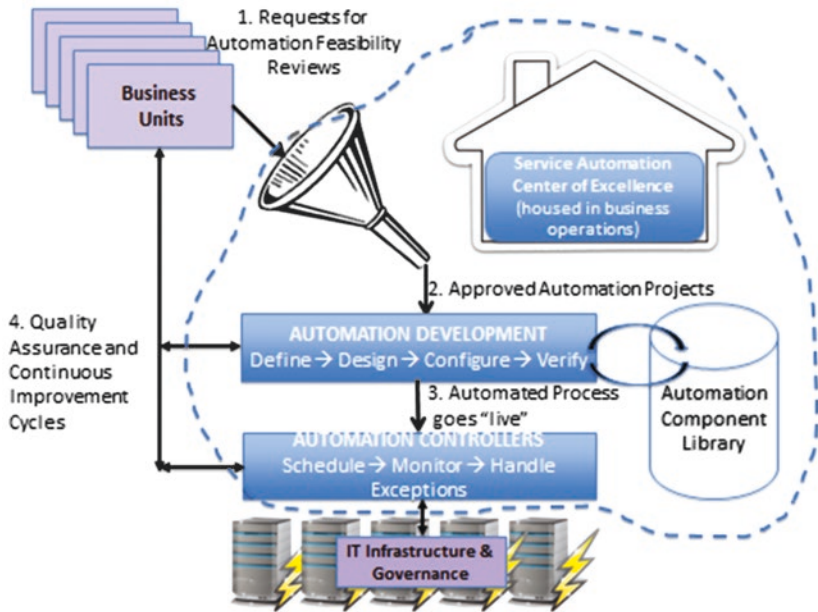 1. Requests for
Automation Feasibility
Reviews
Business
Units
Service Automation
Center of Excellence
(housed in business
operations)
2. Approved Automation Projects
AUTOMATION DEVELOPMENT
Define → Design → Configure → Verify
4. Quality
Assurance and
Continuous
Improvement
Cycles
3. Automated Process
goes "live"
Automation
Component
Library
AUTOMATION CONTROLLERS
Schedule → Monitor → Handle
Exceptions
IT Infrastructure &
Governance